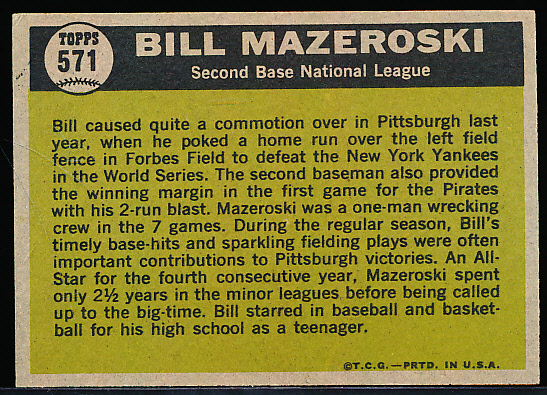 TOPPS
571
BILL MAZEROSKI
Second Base National League
Bill caused quite a commotion over in Pittsburgh last
year, when he poked a home run over the left field
fence in Forbes Field to defeat the New York Yankees
in the World Series. The second baseman also provided
the winning margin in the first game for the Pirates
with his 2-run blast. Mazeroski was a one-man wrecking
crew in the 7 games. During the regular season, Bill's
timely base-hits and sparkling fielding plays were often
important contributions to Pittsburgh victories. An All-
Star for the fourth consecutive year, Mazeroski spent
only 2½ years in the minor leagues before being called
up to the big-time. Bill starred in baseball and basket-
ball for his high school as a teenager.
©T.C.G.—PRTD. IN U.S.A.